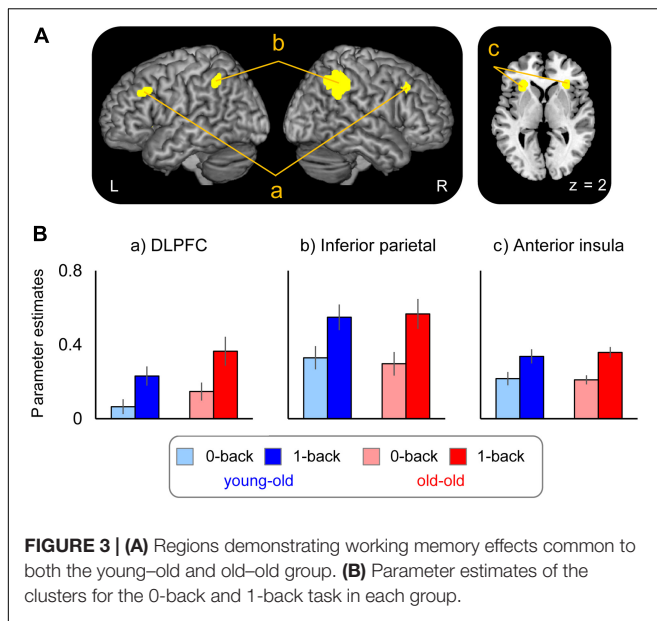 A
b
c
a
L
R
z = 2
B
a) DLPFC
b) Inferior parietal
c) Anterior insula
Parameter estimates
0.8
0.4
0
0-back 1-back 0-back 1-back
young-old old-old
FIGURE 3 | (A) Regions demonstrating working memory effects common to
both the young–old and old–old group. (B) Parameter estimates of the
clusters for the 0-back and 1-back task in each group.